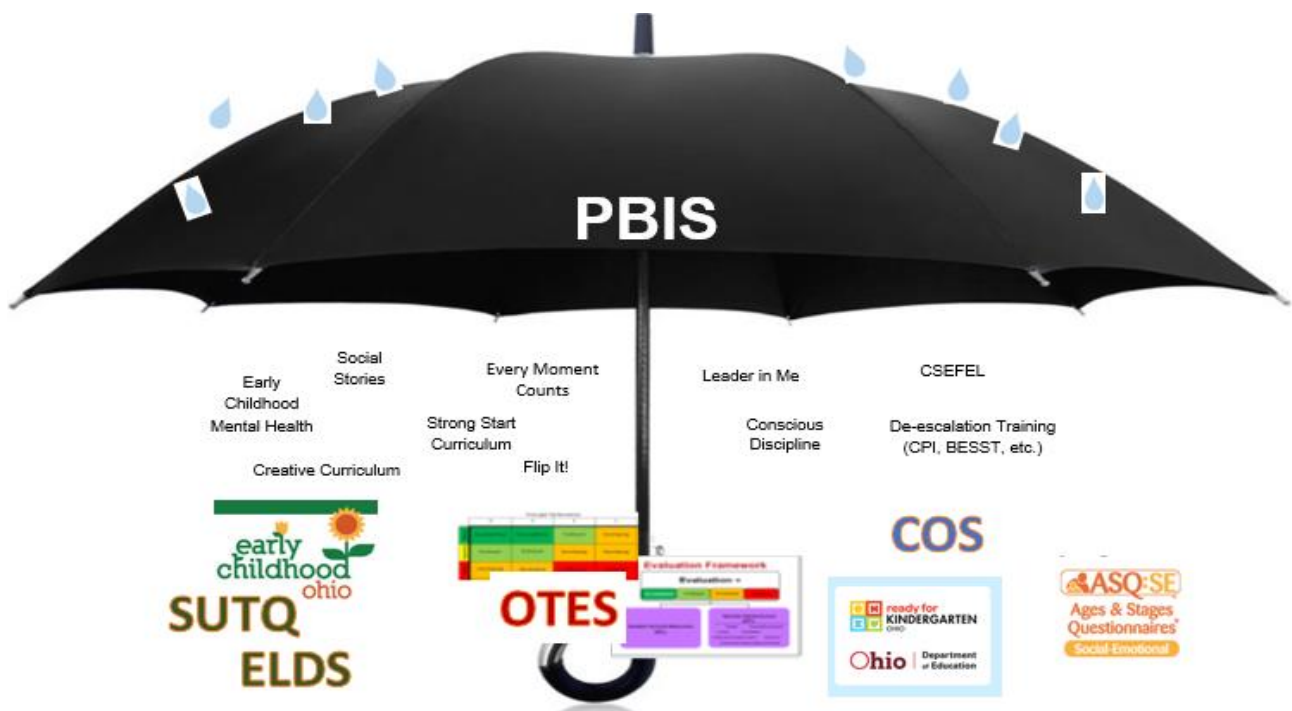 PBIS
Social
Stories
Early
Childhood
Mental Health
Every Moment
Counts
Leader in Me
CSEFEL
Strong Start
Curriculum
Conscious
Discipline
De-escalation Training
(CPI, BESST, etc.)
Flip It!
Creative Curriculum
early
childhood
ohio
SUTQ
ELDS
OTES
Evaluation Framework
Evaluation =
COS
ready for
KINDERGARTEN
OHIO
Ohio Department
of Education
ASQ:SE
Ages & Stages
Questionnaires®
Social-Emotional